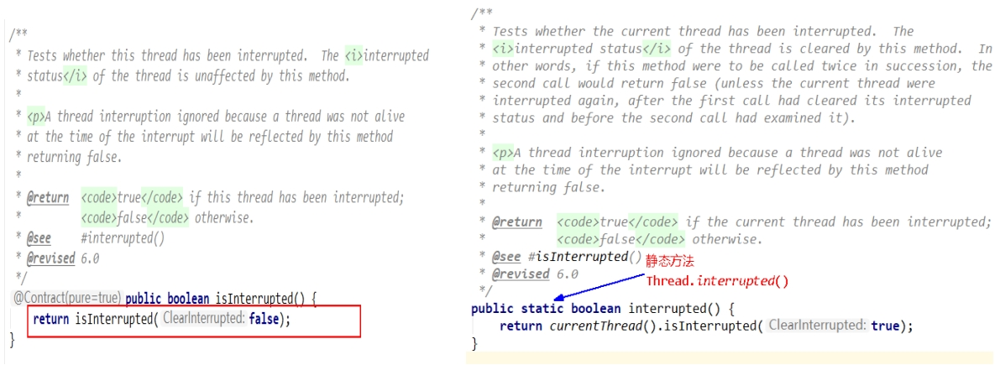 /**
 * Tests whether this thread has been interrupted.  The <i>interrupted
 * status</i> of the thread is unaffected by this method.
 *
 * <p>A thread interruption ignored because a thread was not alive
 * at the time of the interrupt will be reflected by this method
 * returning false.
 *
 * @return  <code>true</code> if this thread has been interrupted;
 *          <code>false</code> otherwise.
 * @see     #interrupted()
 * @revised 6.0
 */
@Contract(pure=true) public boolean isInterrupted() {
    return isInterrupted( ClearInterrupted: false);
}
/**
 * Tests whether the current thread has been interrupted.  The
 * <i>interrupted status</i> of the thread is cleared by this method.  In
 * other words, if this method were to be called twice in succession, the
 * second call would return false (unless the current thread were
 * interrupted again, after the first call had cleared its interrupted
 * status and before the second call had examined it).
 *
 * <p>A thread interruption ignored because a thread was not alive
 * at the time of the interrupt will be reflected by this method
 * returning false.
 *
 * @return  <code>true</code> if the current thread has been interrupted;
 *          <code>false</code> otherwise.
 * @see #isInterrupted()
静态方法
 * @revised 6.0
Thread.interrupted()
 */
public static boolean interrupted() {
    return currentThread().isInterrupted( ClearInterrupted: true);
}